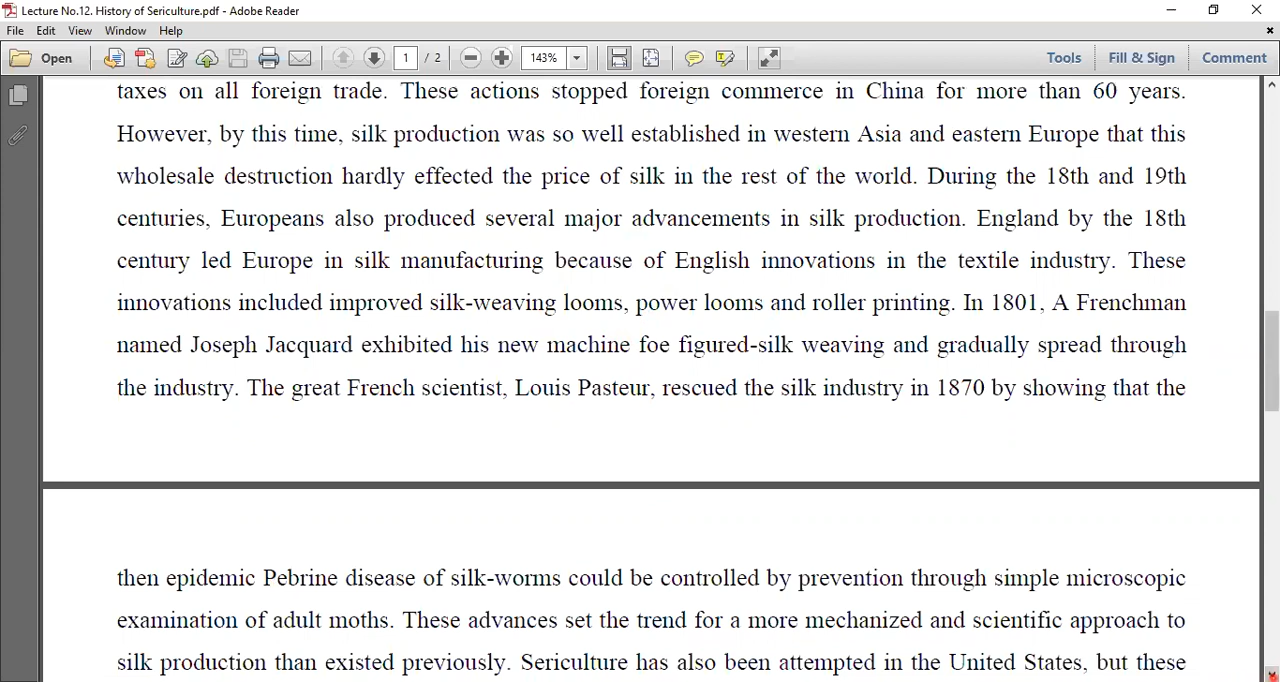 Lecture No.12. History of Sericulture.pdf - Adobe Reader
File Edit View Window Help
Open 1 / 2 143% Tools Fill & Sign Comment
taxes on all foreign trade. These actions stopped foreign commerce in China for more than 60 years.
However, by this time, silk production was so well established in western Asia and eastern Europe that this
wholesale destruction hardly effected the price of silk in the rest of the world. During the 18th and 19th
centuries, Europeans also produced several major advancements in silk production. England by the 18th
century led Europe in silk manufacturing because of English innovations in the textile industry. These
innovations included improved silk-weaving looms, power looms and roller printing. In 1801, A Frenchman
named Joseph Jacquard exhibited his new machine foe figured-silk weaving and gradually spread through
the industry. The great French scientist, Louis Pasteur, rescued the silk industry in 1870 by showing that the
then epidemic Pebrine disease of silk-worms could be controlled by prevention through simple microscopic
examination of adult moths. These advances set the trend for a more mechanized and scientific approach to
silk production than existed previously. Sericulture has also been attempted in the United States, but these